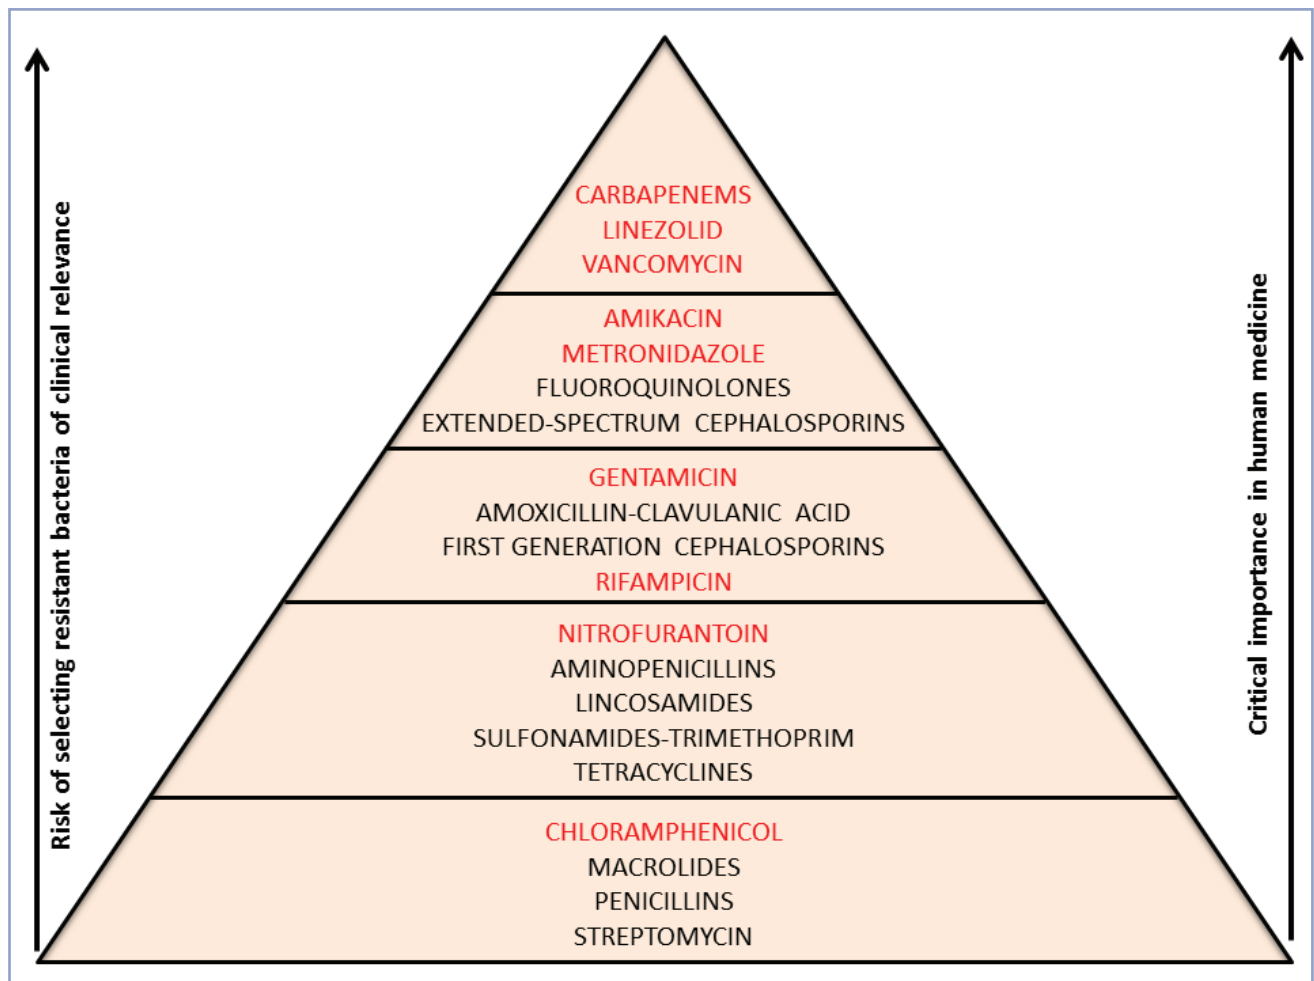 Risk of selecting resistant bacteria of clinical relevance
CARBAPENEMS
LINEZOLID
VANCOMYCIN
AMIKACIN
METRONIDAZOLE
FLUOROQUINOLONES
EXTENDED-SPECTRUM CEPHALOSPORINS
GENTAMICIN
AMOXICILLIN-CLAVULANIC ACID
FIRST GENERATION CEPHALOSPORINS
RIFAMPICIN
NITROFURANTOIN
AMINOPENICILLINS
LINCOSAMIDES
SULFONAMIDES-TRIMETHOPRIM
TETRACYCLINES
CHLORAMPHENICOL
MACROLIDES
PENICILLINS
STREPTOMYCIN
Critical importance in human medicine